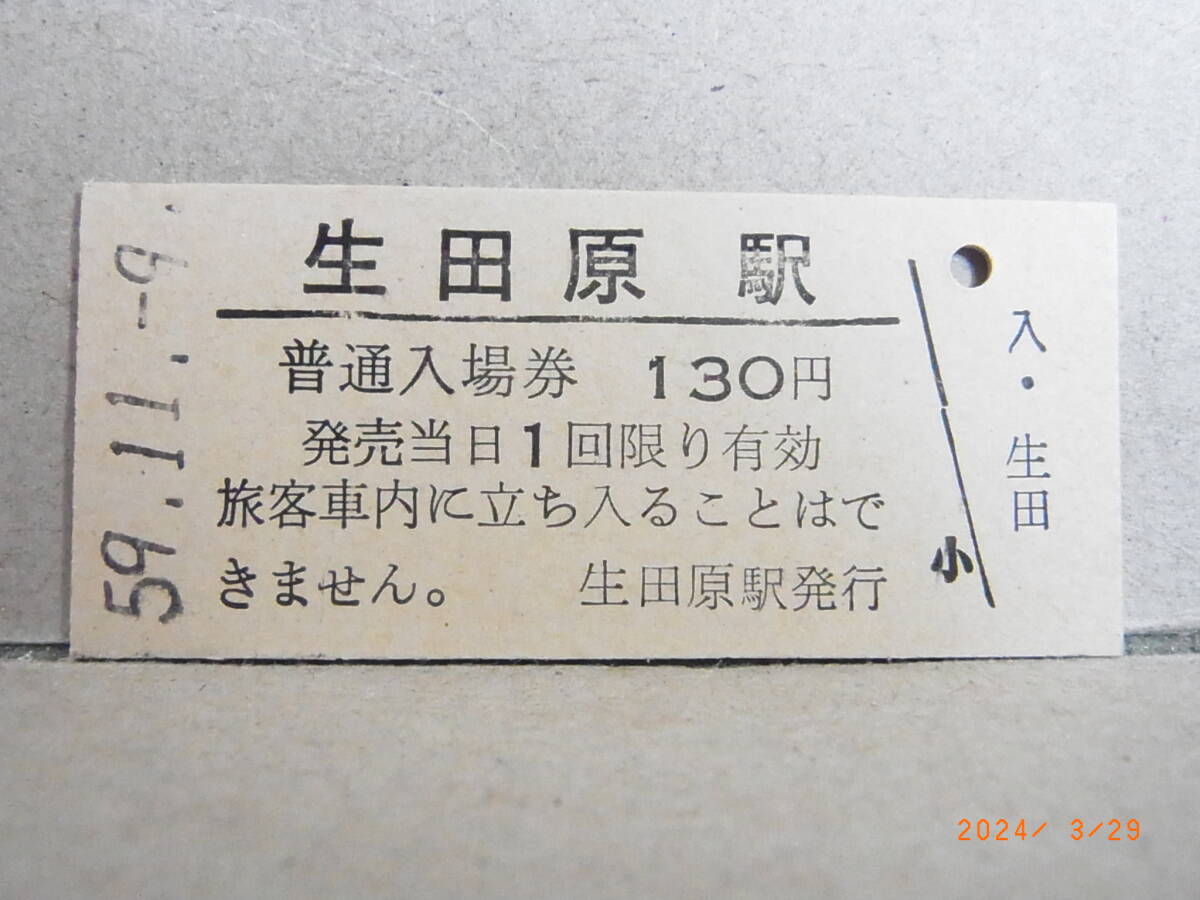 生田原駅
普通入場券 130円
発売当日1回限り有効
旅客車内に立ち入ることはで
きません。 生田原駅発行
59.11.-9.
小
入・生田
2024/ 3/29